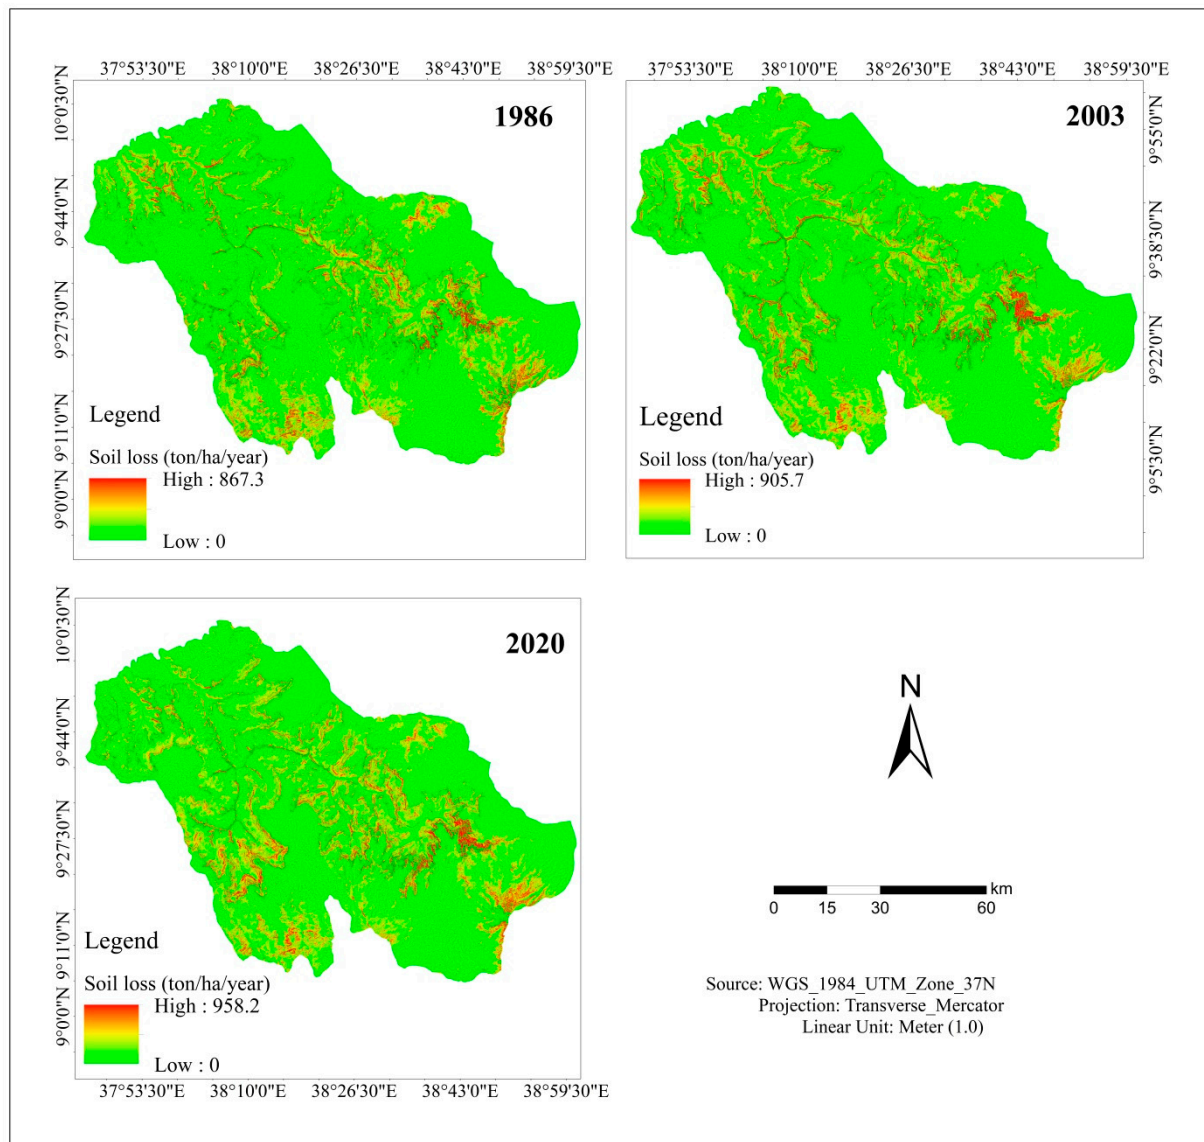 37°53'30"E 38°10'0"E 38°26'30"E 38°43'0"E 38°59'30"E
10°0'30"N
9°44'0"N
9°27'30"N
9°11'0"N
9°0'0"N
1986
Legend
Soil loss (ton/ha/year)
High : 867.3
Low : 0
37°53'30"E 38°10'0"E 38°26'30"E 38°43'0"E 38°59'30"E
2003
9°55'0"N
9°38'30"N
9°22'0"N
9°5'30"N
Legend
Soil loss (ton/ha/year)
High : 905.7
Low : 0
10°0'30"N
9°44'0"N
9°27'30"N
9°11'0"N
9°0'0"N
2020
Legend
Soil loss (ton/ha/year)
High : 958.2
Low : 0
37°53'30"E 38°10'0"E 38°26'30"E 38°43'0"E 38°59'30"E
N
km
0 15 30 60
Source: WGS_1984_UTM_Zone_37N
Projection: Transverse_Mercator
Linear Unit: Meter (1.0)